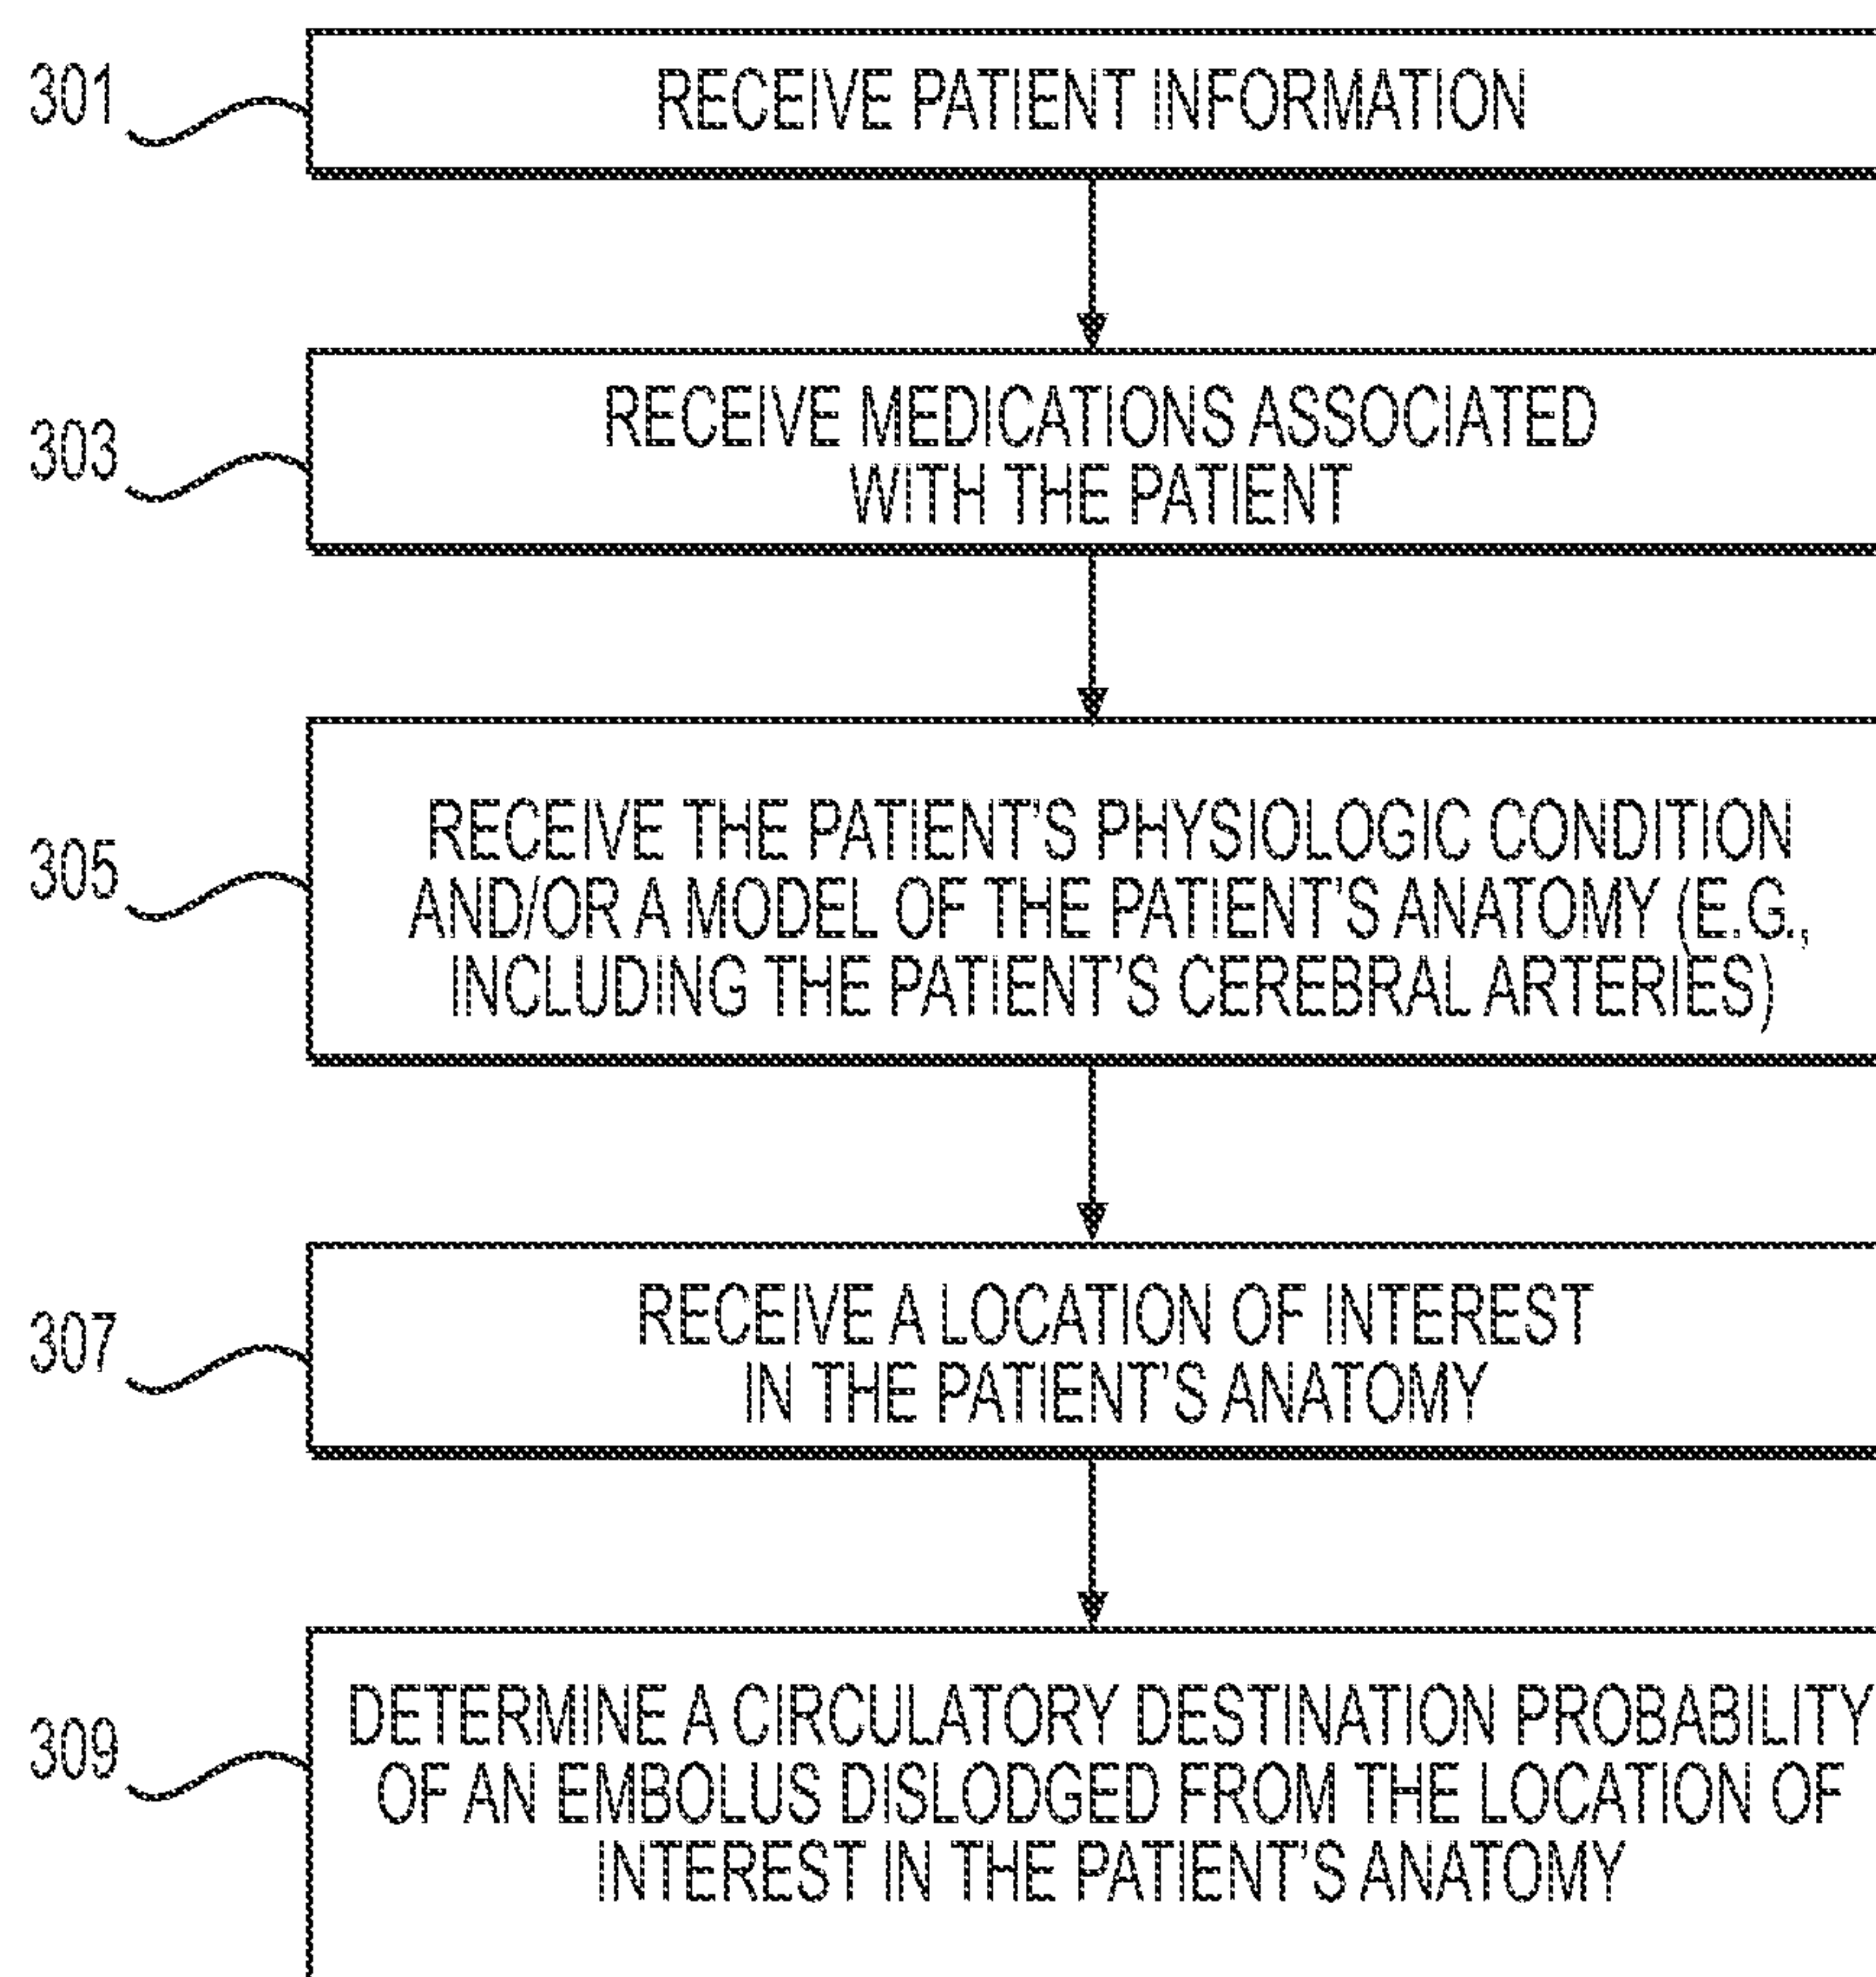 301
RECEIVE PATIENT INFORMATION
303
RECEIVE MEDICATIONS ASSOCIATED
WITH THE PATIENT
305
RECEIVE THE PATIENT'S PHYSIOLOGIC CONDITION
AND/OR A MODEL OF THE PATIENT'S ANATOMY (E.G.,
INCLUDING THE PATIENT'S CEREBRAL ARTERIES)
307
RECEIVE A LOCATION OF INTEREST
IN THE PATIENT'S ANATOMY
309
DETERMINE A CIRCULATORY DESTINATION PROBABILITY
OF AN EMBOLUS DISLODGED FROM THE LOCATION OF
INTEREST IN THE PATIENT'S ANATOMY